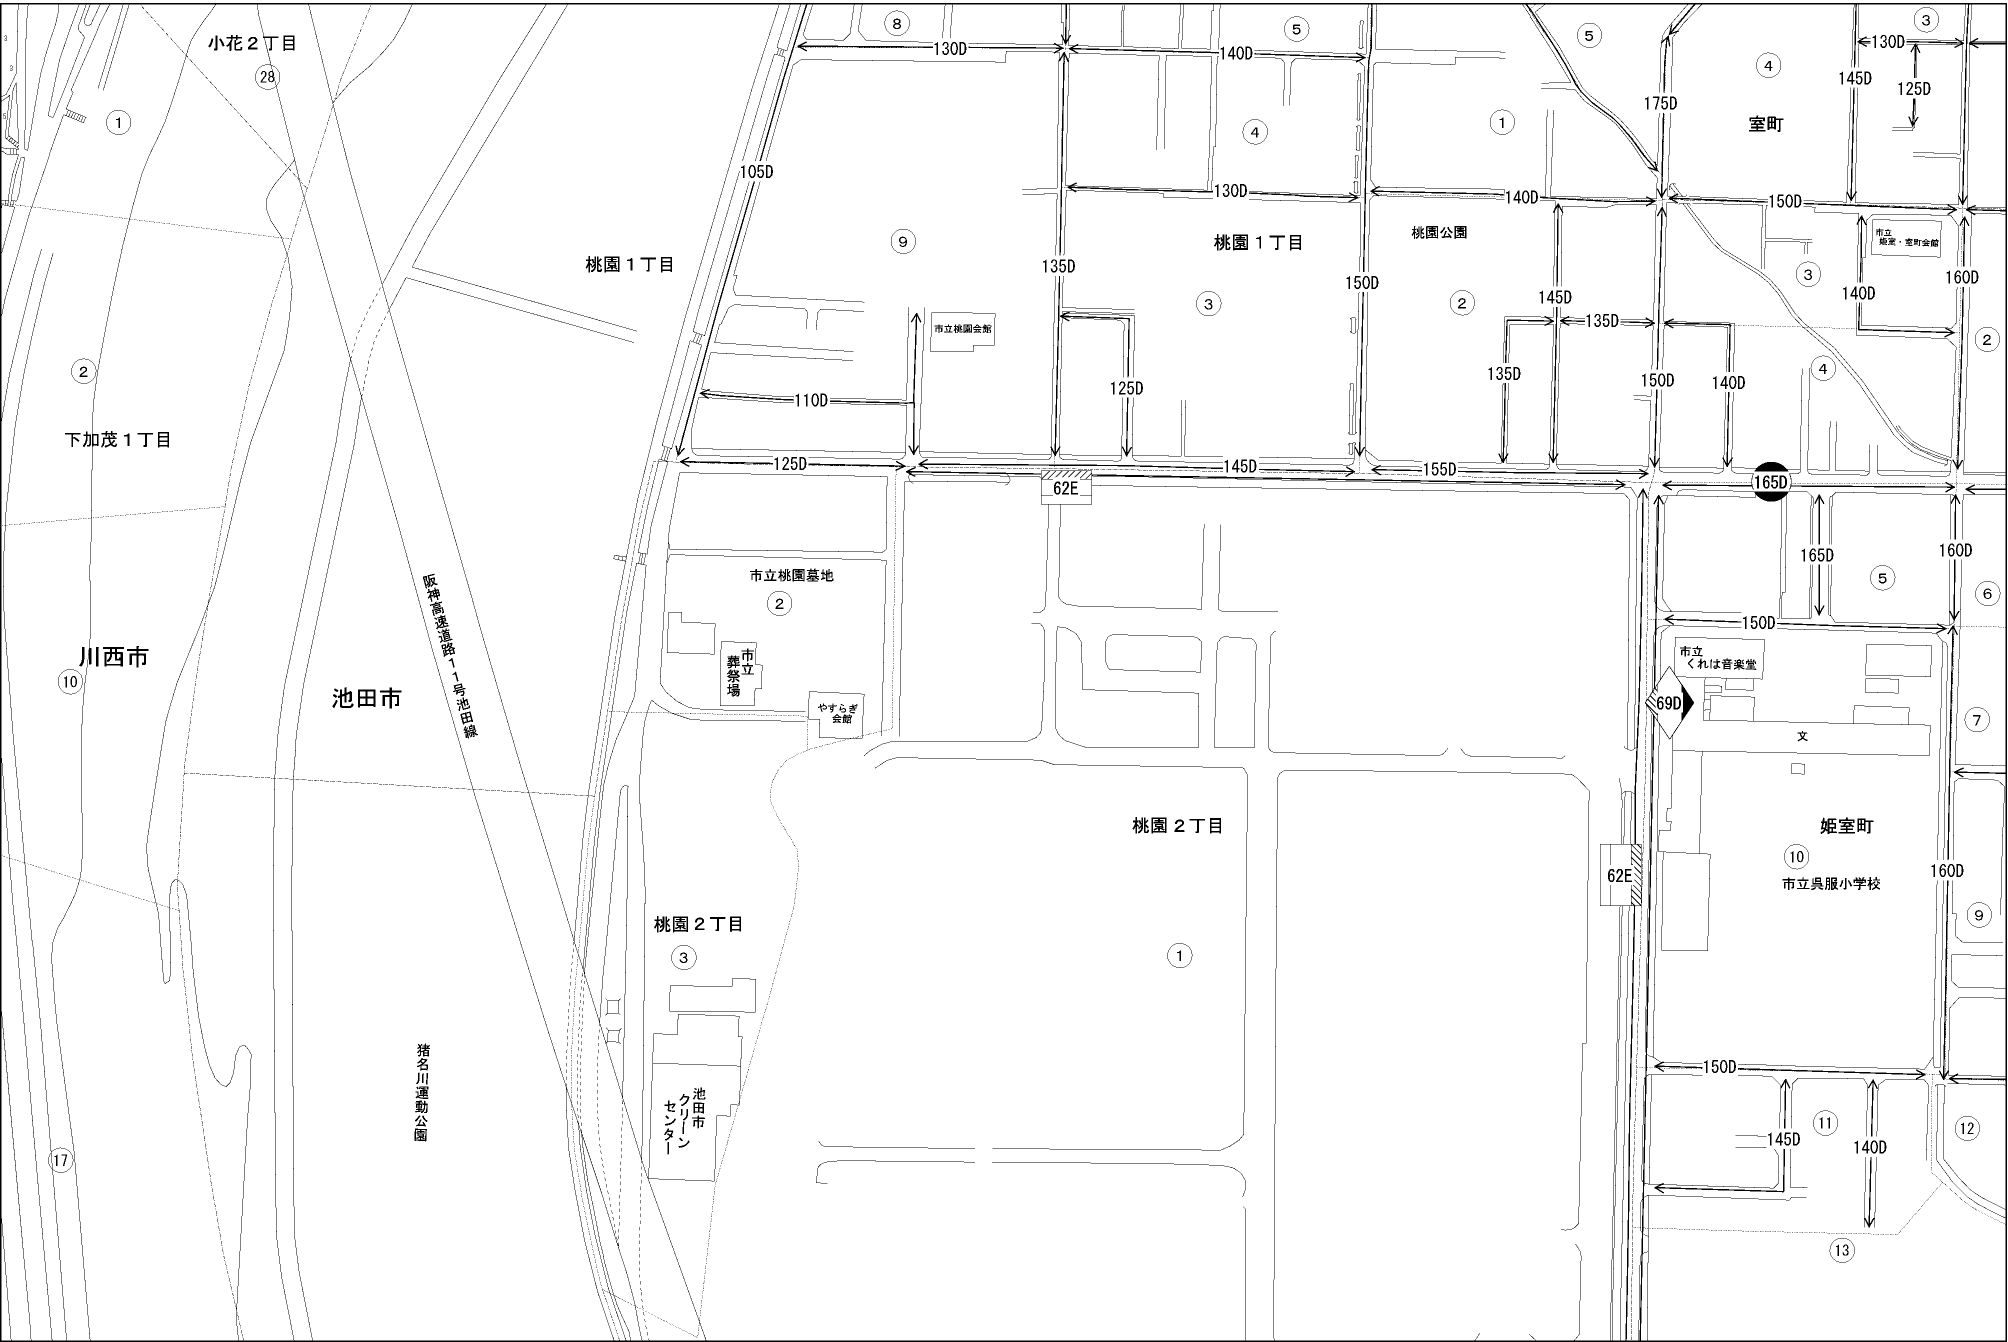 小花２丁目
28
1
8
5
5
3
130D
140D
130D
4
145D
125D
175D
室町
1
4
105D
130D
140D
150D
9
桃園１丁目
桃園公園
市立
姫室・室町会館
桃園１丁目
135D
150D
145D
3
140D
160D
3
2
135D
市立桃園会館
2
2
4
135D
125D
150D
140D
110D
下加茂１丁目
125D
145D
155D
165D
62E
165D
160D
市立桃園墓地
2
5
6
阪神高速道路１１号池田線
150D
川西市
10
池田市
市立
葬祭場
やすらぎ
会館
市立
くれは音楽堂
69D
文
7
桃園２丁目
姫室町
10
市立呉服小学校
62E
160D
9
桃園２丁目
3
1
猪名川運動公園
池田市
クリーン
センター
150D
11
12
145D
140D
17
13